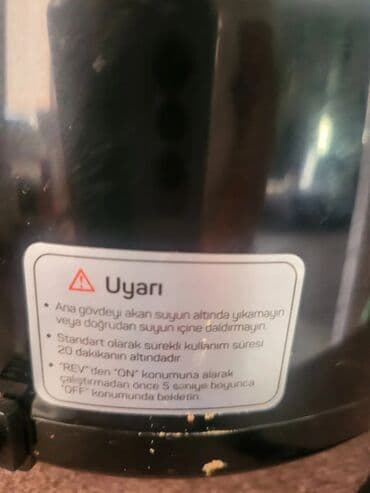 Uyarı
• Ana gövdeyi akan suyun altında yıkamayın
veya doğrudan suyun içine daldırmayın.
• Standart olarak sürekli kullanım süresi
20 dakikanın altındadır.
• "REV" den "ON" konumuna alarak
çalıştırmadan önce 5 saniye boyunca
"OFF" konumunda bekletin.